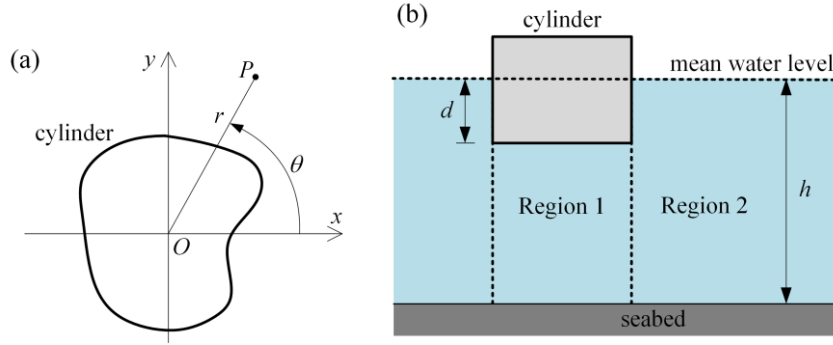 (a)
y
P
r
cylinder
θ
x
O
(b)
cylinder
mean water level
d
h
Region 1
Region 2
seabed